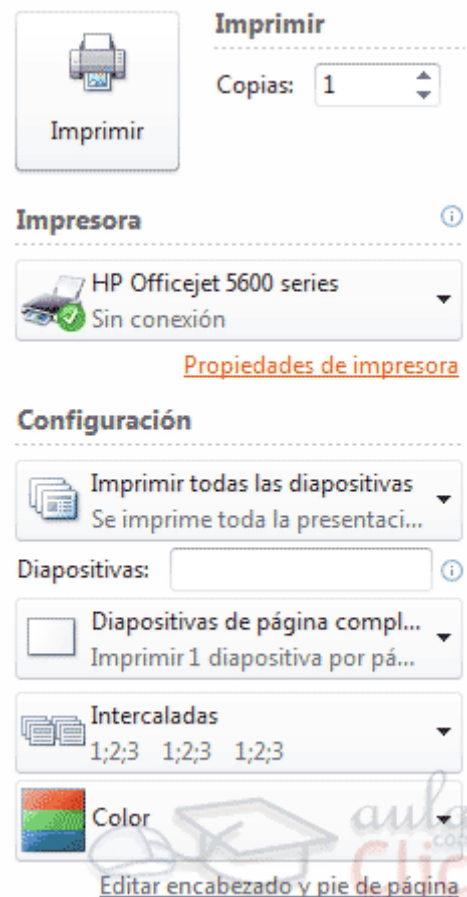 Imprimir
Copias: 1
Imprimir
Impresora
HP Officejet 5600 series
Sin conexión
Propiedades de impresora
Configuración
Imprimir todas las diapositivas
Se imprime toda la presentaci...
Diapositivas:
Diapositivas de página compl...
Imprimir 1 diapositiva por pá...
Intercaladas
1;2;3 1;2;3 1;2;3
Color
aula
Clic
Editar encabezado y pie de página